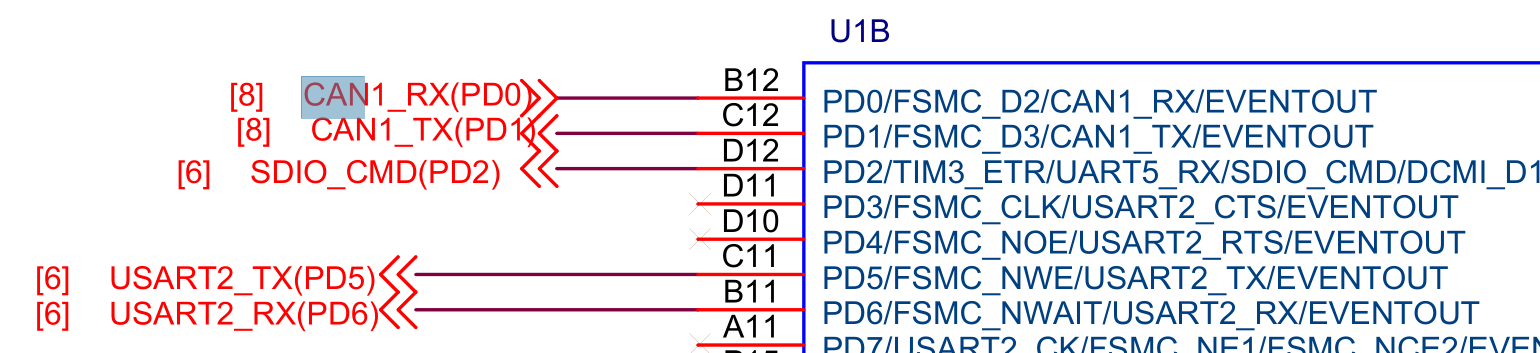 U1B
[8] CAN1_RX(PD0) B12 PD0/FSMC_D2/CAN1_RX/EVENTOUT
[8] CAN1_TX(PD1) C12 PD1/FSMC_D3/CAN1_TX/EVENTOUT
[6] SDIO_CMD(PD2) D12 PD2/TIM3_ETR/UART5_RX/SDIO_CMD/DCMI_D1
D11 PD3/FSMC_CLK/USART2_CTS/EVENTOUT
D10 PD4/FSMC_NOE/USART2_RTS/EVENTOUT
[6] USART2_TX(PD5) C11 PD5/FSMC_NWE/USART2_TX/EVENTOUT
[6] USART2_RX(PD6) B11 PD6/FSMC_NWAIT/USART2_RX/EVENTOUT
A11 PD7/USART2_CK/FSMC_NE1/FSMC_NCE2/EVEN